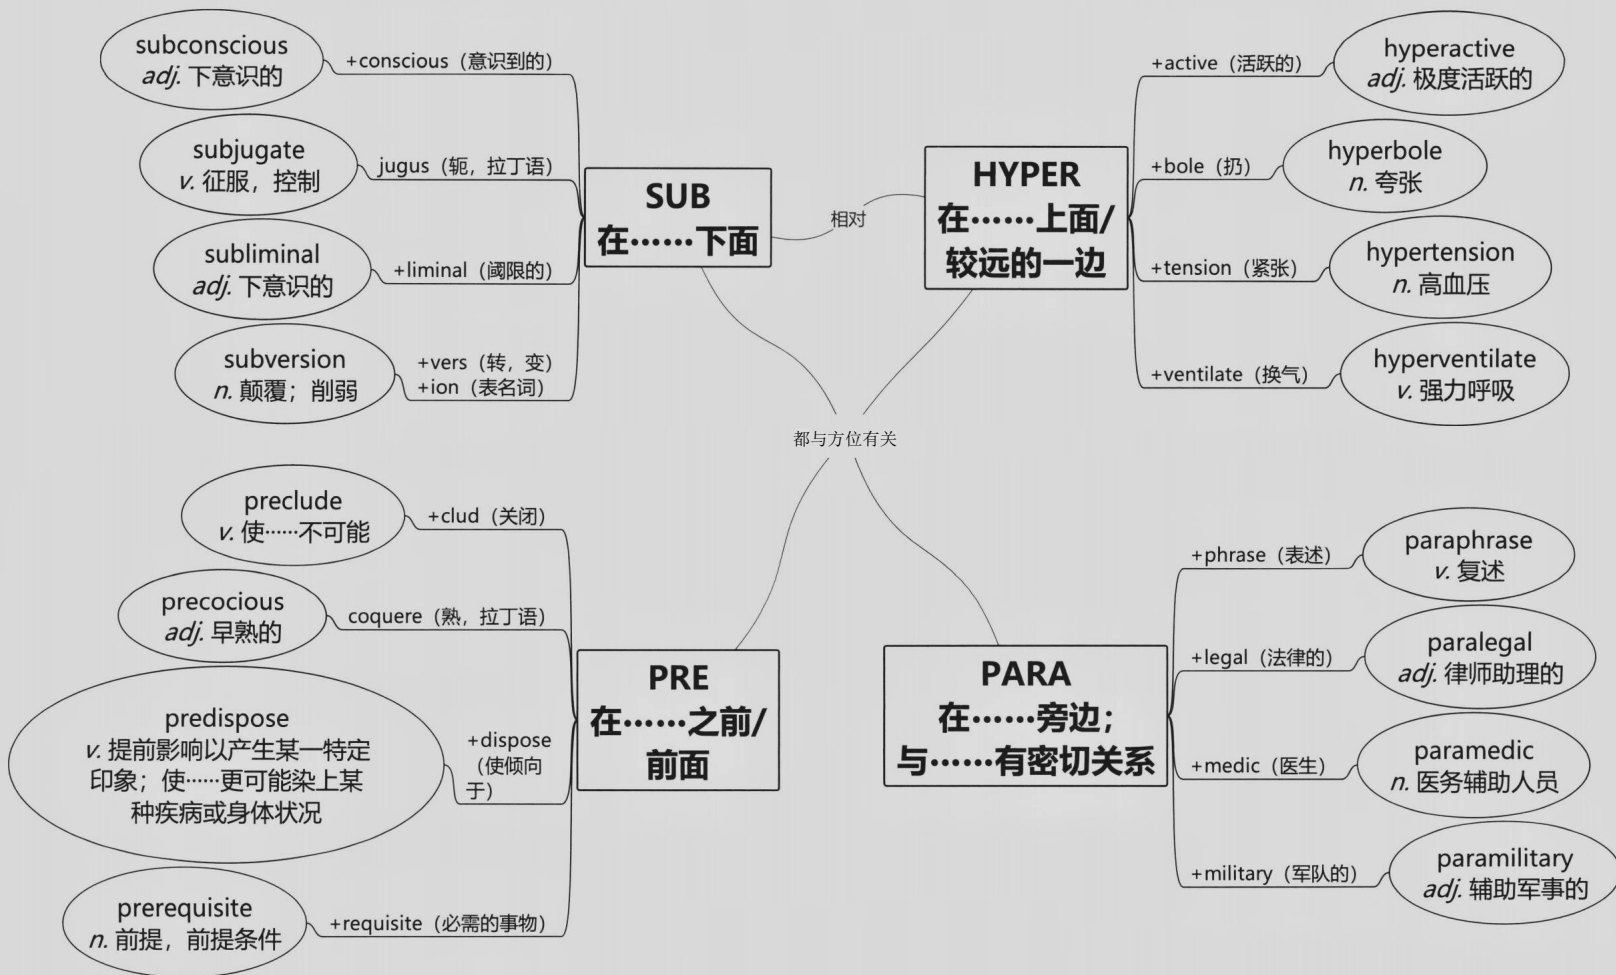 subconscious
adj. 下意识的
+conscious（意识到的）
subjugate
v. 征服，控制
jugus（轭，拉丁语）
subliminal
adj. 下意识的
+liminal（阈限的）
subversion
n. 颠覆；削弱
+vers（转，变）
+ion（表名词）
SUB
在······下面
相对
HYPER
在······上面/
较远的一边
+active（活跃的）
hyperactive
adj. 极度活跃的
+bole（扔）
hyperbole
n. 夸张
+tension（紧张）
hypertension
n. 高血压
+ventilate（换气）
hyperventilate
v. 强力呼吸
都与方位有关
preclude
v. 使······不可能
+clud（关闭）
precocious
adj. 早熟的
coquere（熟，拉丁语）
predispose
v. 提前影响以产生某一特定
印象；使······更可能染上某
种疾病或身体状况
+dispose
（使倾向
于）
prerequisite
n. 前提，前提条件
+requisite（必需的事物）
PRE
在······之前/
前面
PARA
在······旁边；
与······有密切关系
+phrase（表述）
paraphrase
v. 复述
+legal（法律的）
paralegal
adj. 律师助理的
+medic（医生）
paramedic
n. 医务辅助人员
+military（军队的）
paramilitary
adj. 辅助军事的